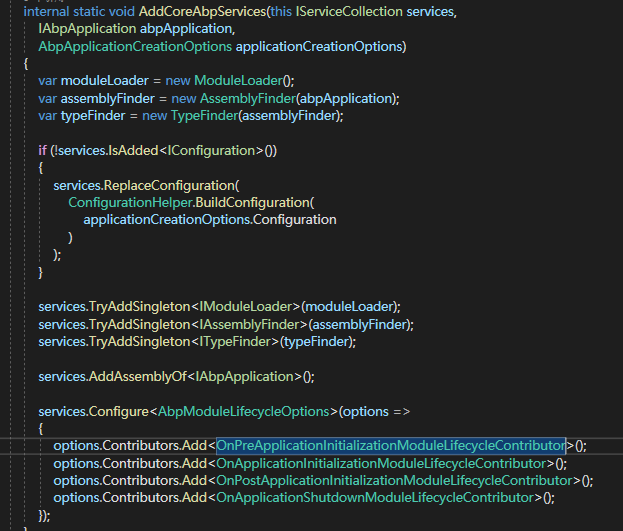 internal static void AddCoreAbpServices(this IServiceCollection services,
IAbpApplication abpApplication,
AbpApplicationCreationOptions applicationCreationOptions)
{
var moduleLoader = new ModuleLoader();
var assemblyFinder = new AssemblyFinder(abpApplication);
var typeFinder = new TypeFinder(assemblyFinder);
if (!services.IsAdded<IConfiguration>())
{
services.ReplaceConfiguration(
ConfigurationHelper.BuildConfiguration(
applicationCreationOptions.Configuration
)
);
}
services.TryAddSingleton<IModuleLoader>(moduleLoader);
services.TryAddSingleton<IAssemblyFinder>(assemblyFinder);
services.TryAddSingleton<ITypeFinder>(typeFinder);
services.AddAssemblyOf<IAbpApplication>();
services.Configure<AbpModuleLifecycleOptions>(options =>
{
options.Contributors.Add<OnPreApplicationInitializationModuleLifecycleContributor>();
options.Contributors.Add<OnApplicationInitializationModuleLifecycleContributor>();
options.Contributors.Add<OnPostApplicationInitializationModuleLifecycleContributor>();
options.Contributors.Add<OnApplicationShutdownModuleLifecycleContributor>();
});